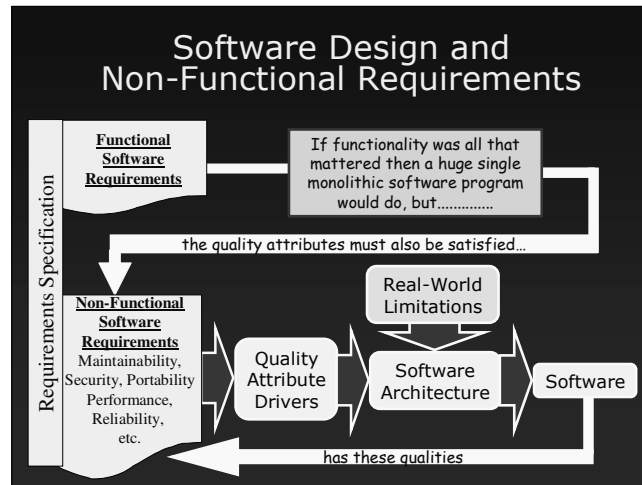 Software Design and
Non-Functional Requirements
Requirements Specification
Functional
Software
Requirements
If functionality was all that
mattered then a huge single
monolithic software program
would do, but..............
the quality attributes must also be satisfied…
Non-Functional
Software
Requirements
Maintainability,
Security, Portability
Performance,
Reliability,
etc.
Quality
Attribute
Drivers
Real-World
Limitations
Software
Architecture
Software
has these qualities